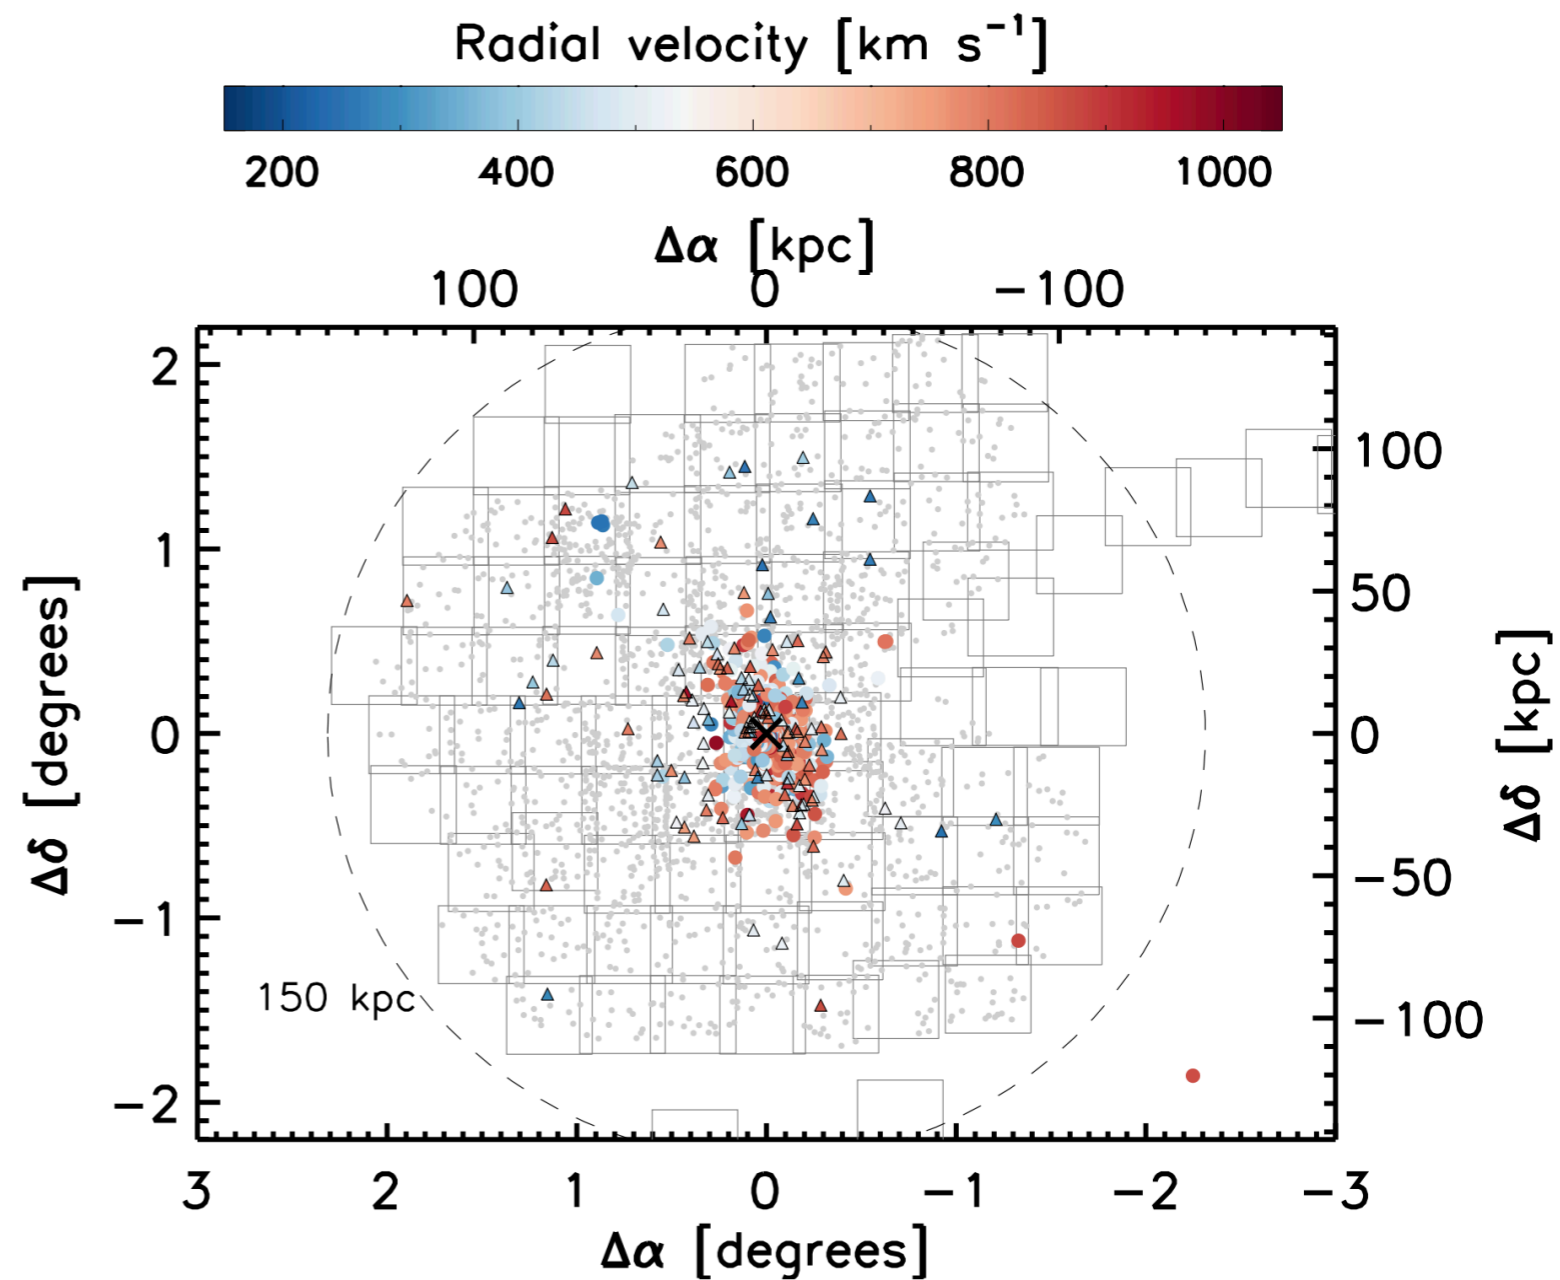 Radial velocity [km s⁻¹]
200 400 600 800 1000
Δα [kpc]
100 0 −100
2
1
0
−1
−2
Δδ [degrees]
150 kpc
100
50
0
−50
−100
Δδ [kpc]
3 2 1 0 −1 −2 −3
Δα [degrees]